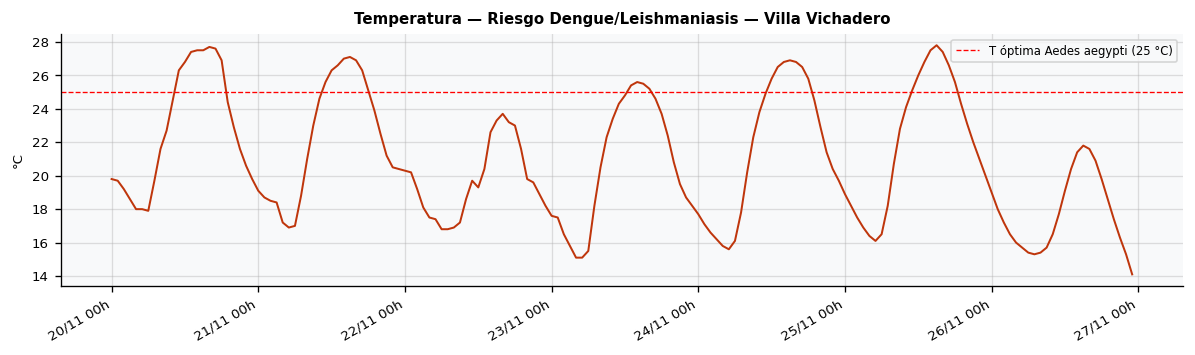 Temperatura — Riesgo Dengue/Leishmaniasis — Villa Vichadero
T óptima Aedes aegypti (25 °C)
°C
28
26
24
22
20
18
16
14
20/11 00h
21/11 00h
22/11 00h
23/11 00h
24/11 00h
25/11 00h
26/11 00h
27/11 00h